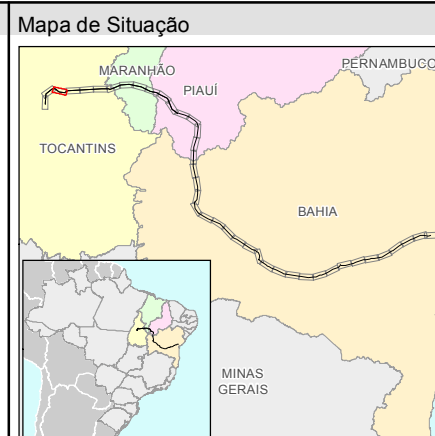 Mapa de Situação
PERNAMBUCO
MARANHÃO
PIAUÍ
TOCANTINS
BAHIA
MINAS
GERAIS